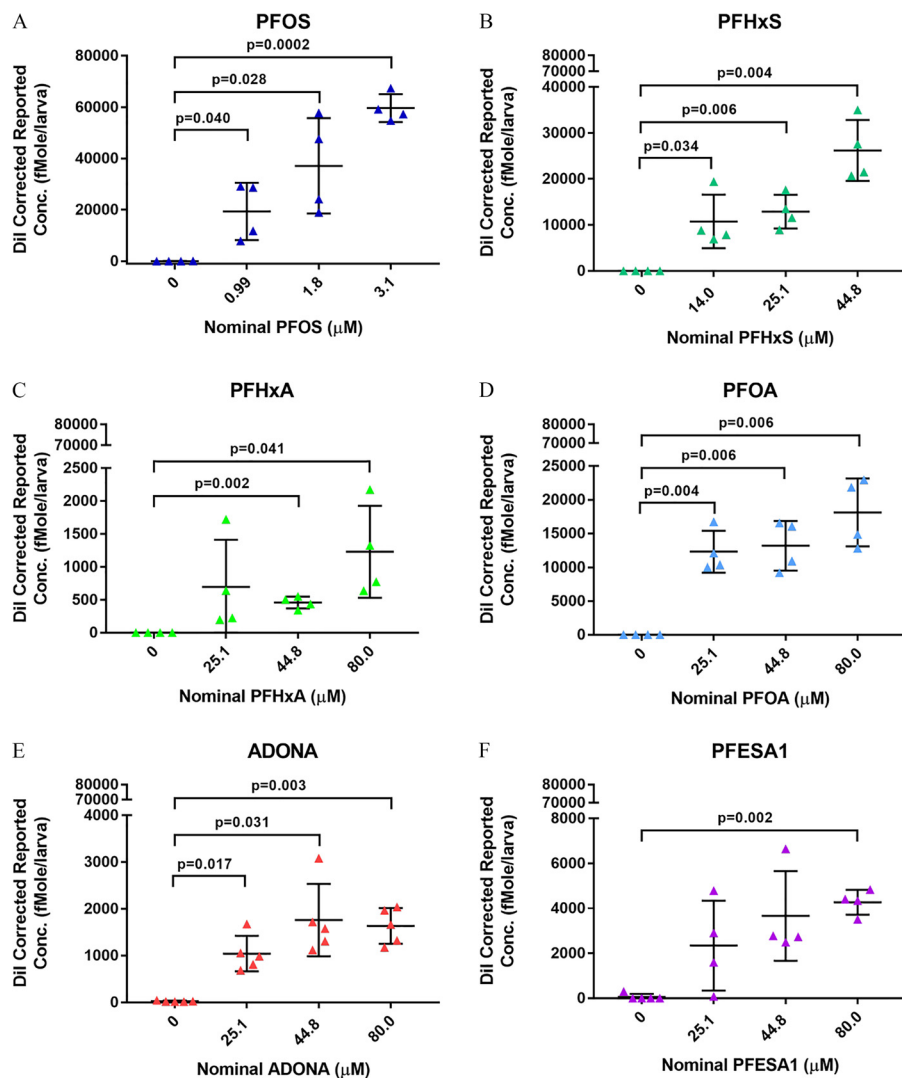 A
PFOS
Dil Corrected Reported
Conc. (fMole/larva)
80000
60000
40000
20000
0
p=0.0002
p=0.028
p=0.040
0
0.99
1.8
3.1
Nominal PFOS (µM)
B
PFHxS
Dil Corrected Reported
Conc. (fMole/larva)
80000
70000
40000
30000
20000
10000
0
p=0.004
p=0.006
p=0.034
0
14.0
25.1
44.8
Nominal PFHxS (µM)
C
PFHxA
Dil Corrected Reported
Conc. (fMole/larva)
80000
70000
2500
2000
1500
1000
500
0
p=0.041
p=0.002
0
25.1
44.8
80.0
Nominal PFHxA (µM)
D
PFOA
Dil Corrected Reported
Conc. (fMole/larva)
80000
70000
25000
20000
15000
10000
5000
0
p=0.006
p=0.006
p=0.004
0
25.1
44.8
80.0
Nominal PFOA (µM)
E
ADONA
Dil Corrected Reported
Conc. (fMole/larva)
80000
70000
4000
3000
2000
1000
0
p=0.003
p=0.031
p=0.017
0
25.1
44.8
80.0
Nominal ADONA (µM)
F
PFESA1
Dil Corrected Reported
Conc. (fMole/larva)
80000
70000
8000
6000
4000
2000
0
p=0.002
0
25.1
44.8
80.0
Nominal PFESA1 (µM)